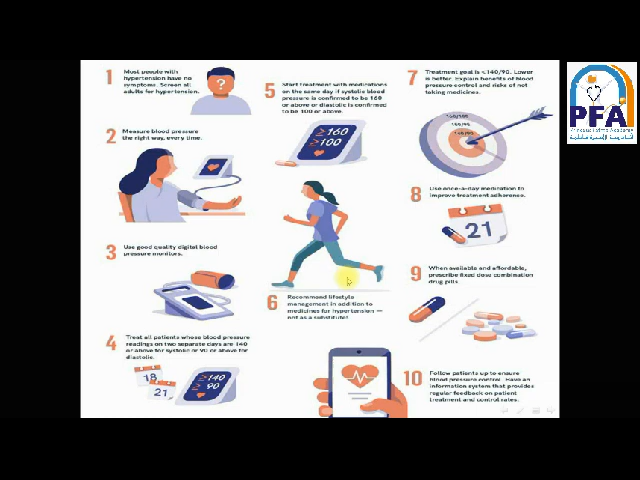 1
Most people with
hypertension have no
symptoms. Screen all
adults for hypertension.
?
2
Measure blood pressure
the right way, every time.
3
Use good quality digital blood
pressure monitors.
4
Treat all patients whose blood pressure
readings on two separate days are 140
or above for systolic or 90 or above for
diastolic.
18
21
≥140
≥90
5
Start treatment with medications
on the same day if systolic blood
pressure is confirmed to be 160
or above or diastolic is confirmed
to be 100 or above.
≥160
≥100
6
Recommend lifestyle
management in addition to
medicines for hypertension —
not as a substitute!
7
Treatment goal is <140/90. Lower
is better. Explain benefits of blood
pressure control and risks of not
taking medicines.
8
Use once-a-day medication to
improve treatment adherence.
21
9
When available and affordable,
prescribe fixed dose combination
drug pills.
10
Follow patients up to ensure
blood pressure control. Have an
information system that provides
regular feedback on patient
treatment and control rates.
PFA
Princess Fatma Academy